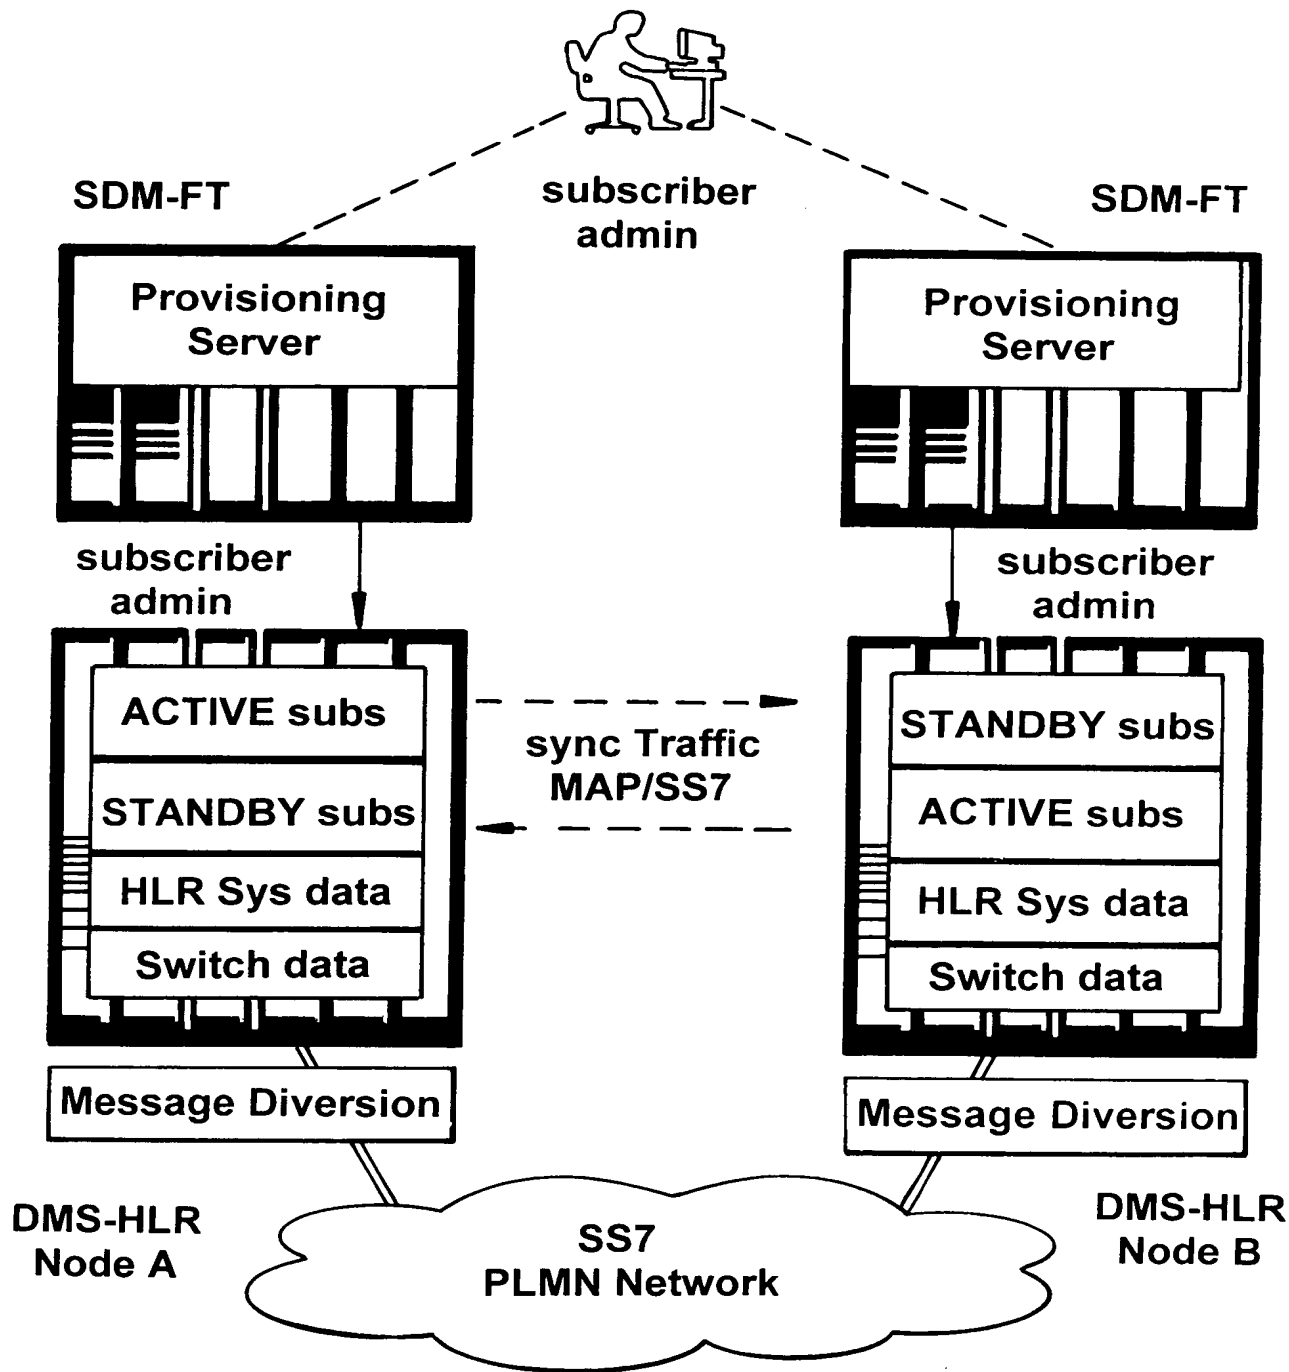 subscriber
admin
SDM-FT
SDM-FT
Provisioning
Server
Provisioning
Server
subscriber
admin
subscriber
admin
ACTIVE subs
STANDBY subs
HLR Sys data
Switch data
sync Traffic
MAP/SS7
STANDBY subs
ACTIVE subs
HLR Sys data
Switch data
Message Diversion
Message Diversion
DMS-HLR
Node A
SS7
PLMN Network
DMS-HLR
Node B